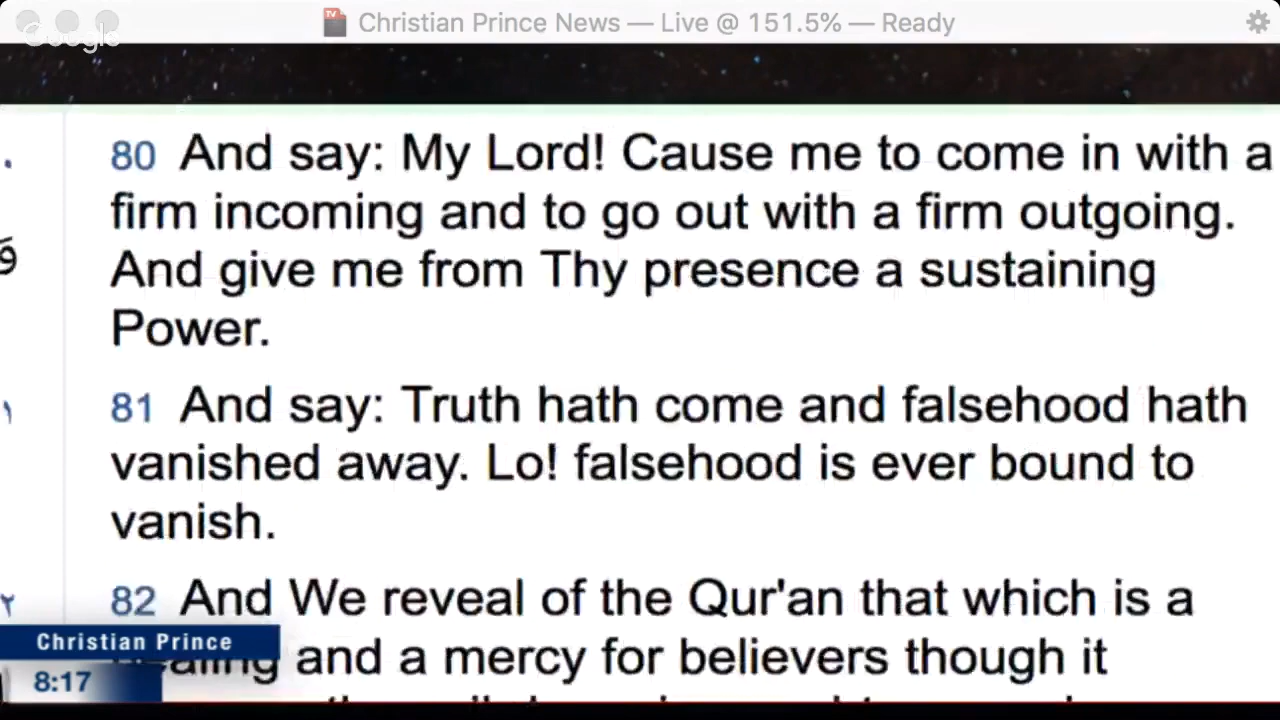 Christian Prince News — Live @ 151.5% — Ready
Google
80 And say: My Lord! Cause me to come in with a
firm incoming and to go out with a firm outgoing.
And give me from Thy presence a sustaining
Power.
81 And say: Truth hath come and falsehood hath
vanished away. Lo! falsehood is ever bound to
vanish.
82 And We reveal of the Qur'an that which is a
healing and a mercy for believers though it
Christian Prince
8:17